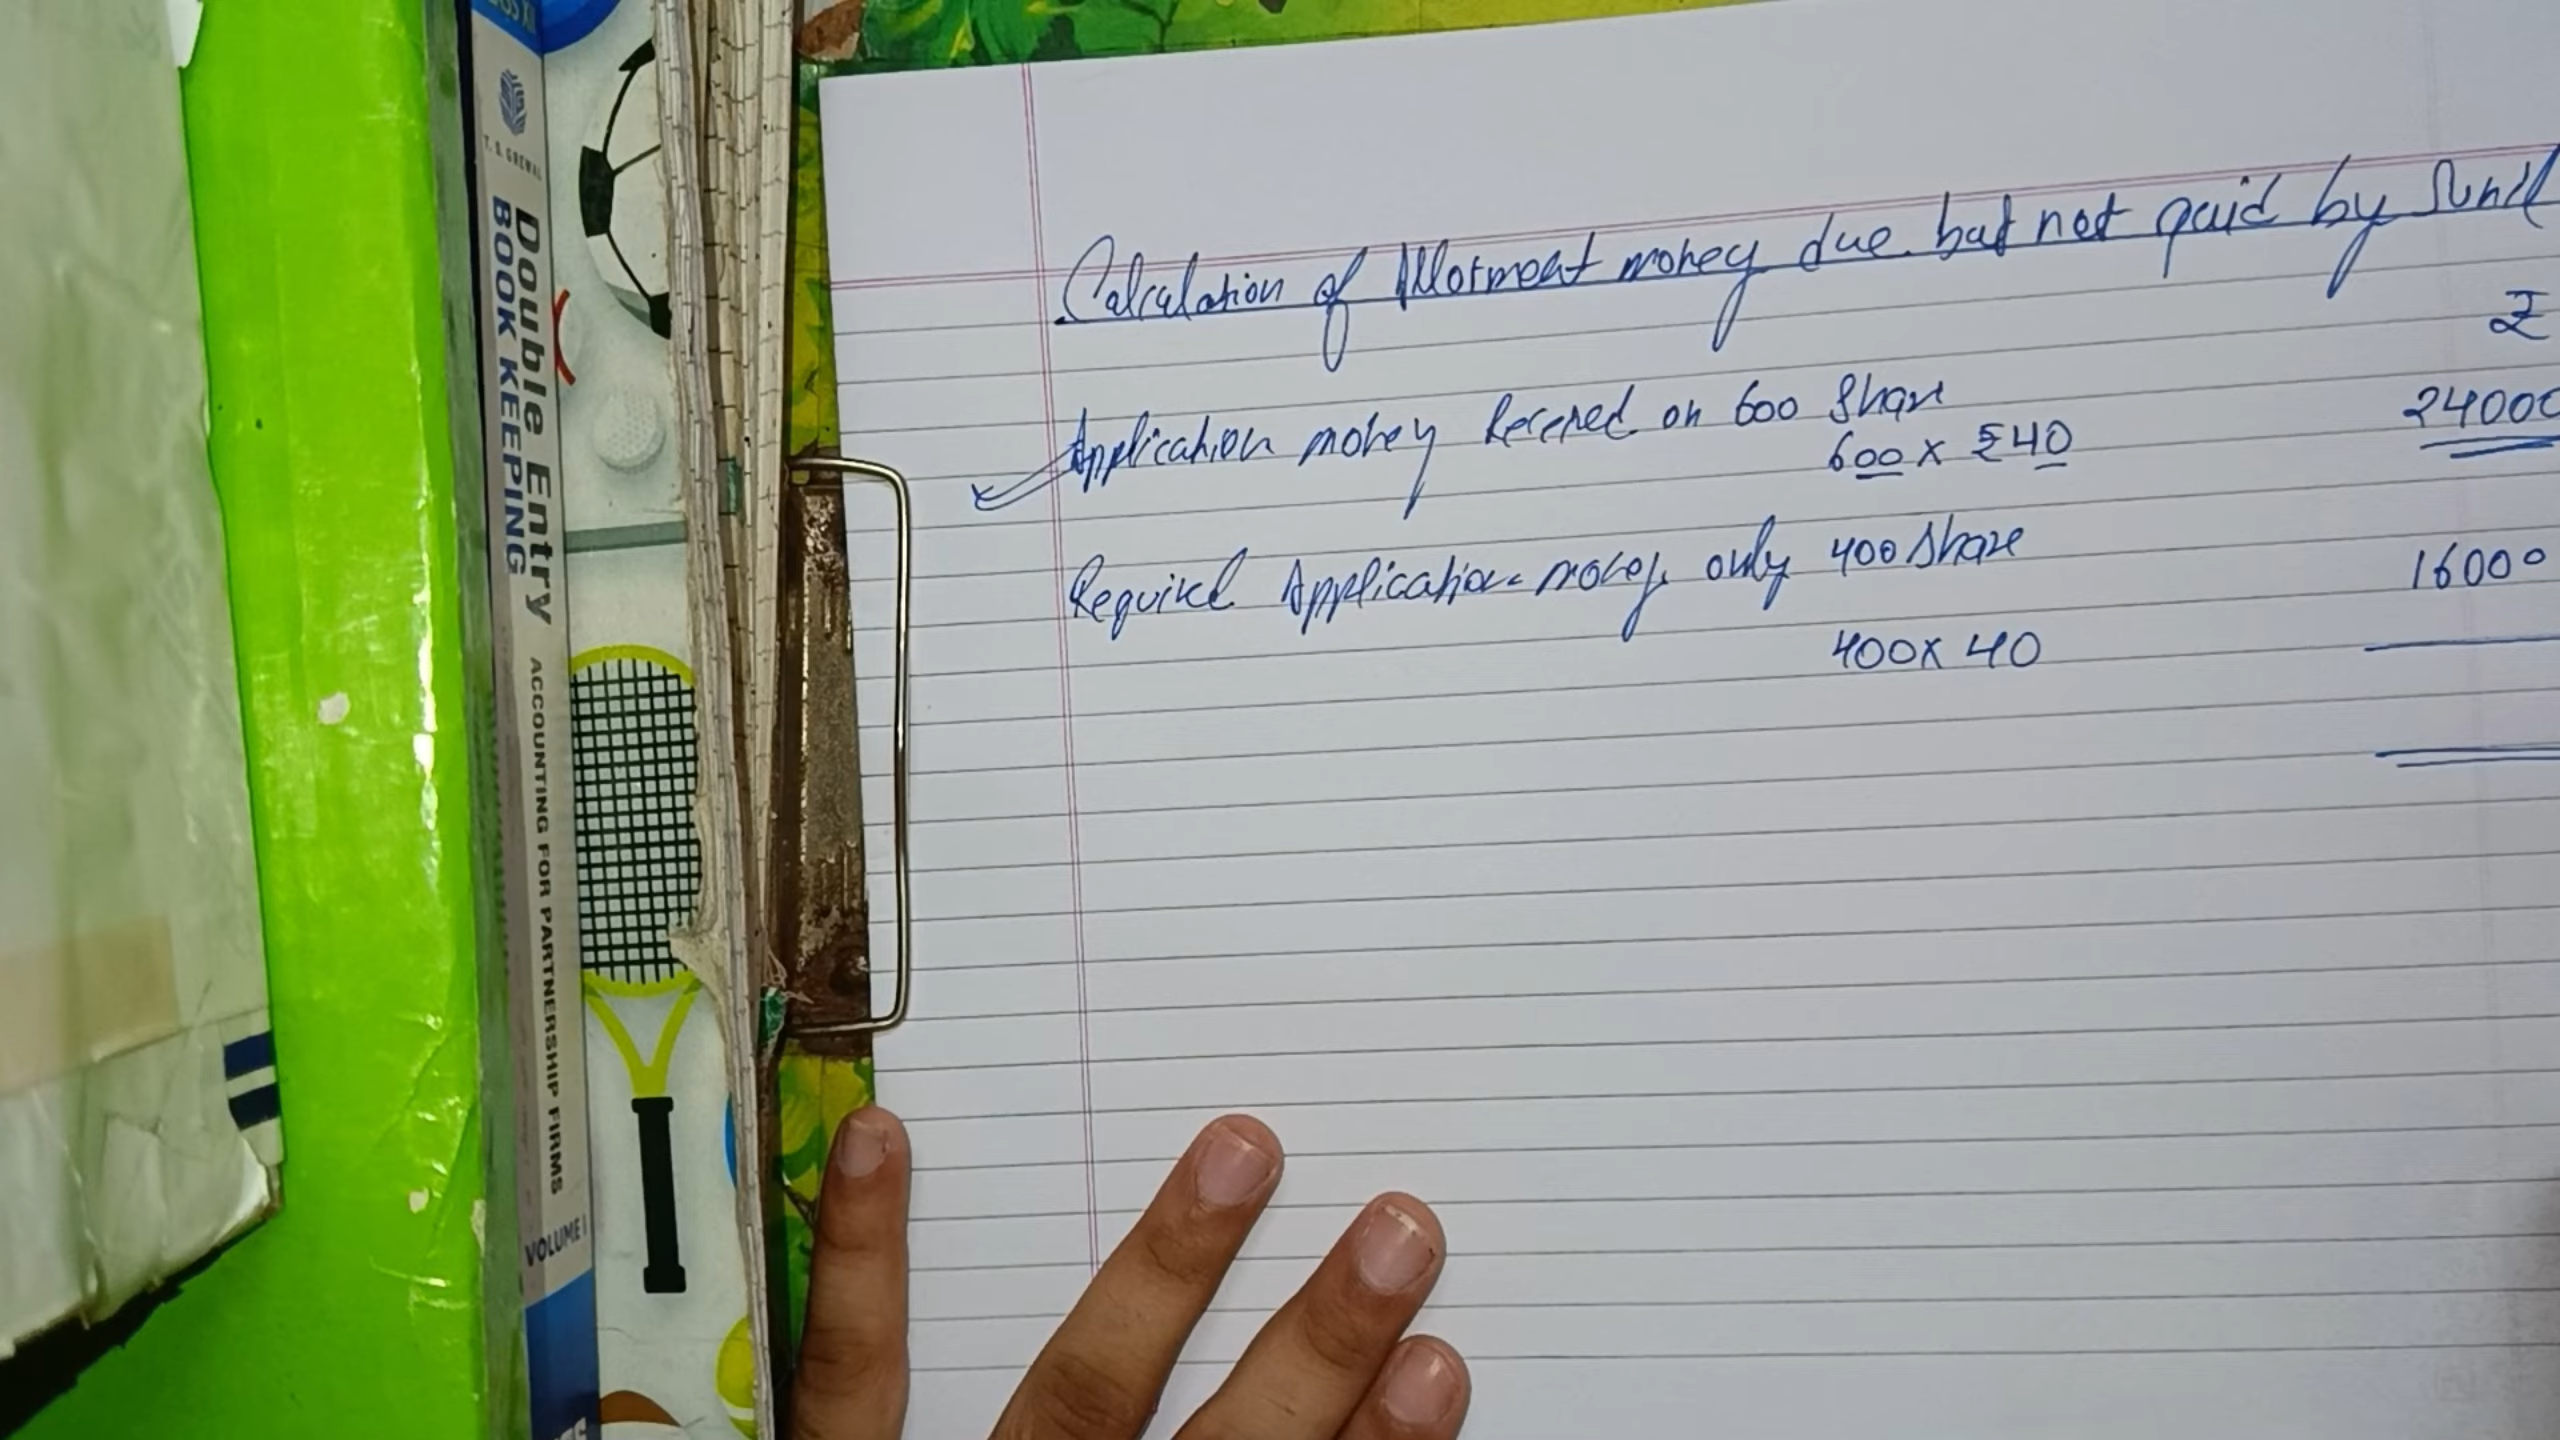 T. S. GREWAL
Double Entry
BOOK KEEPING
ACCOUNTING FOR PARTNERSHIP FIRMS
VOLUME I
Calculation of Allotment money due but not paid by Sunil
₹
Application money Received on 600 Share 24000
600 x ₹40
Required Application money only 400 Share 16000
400 x 40